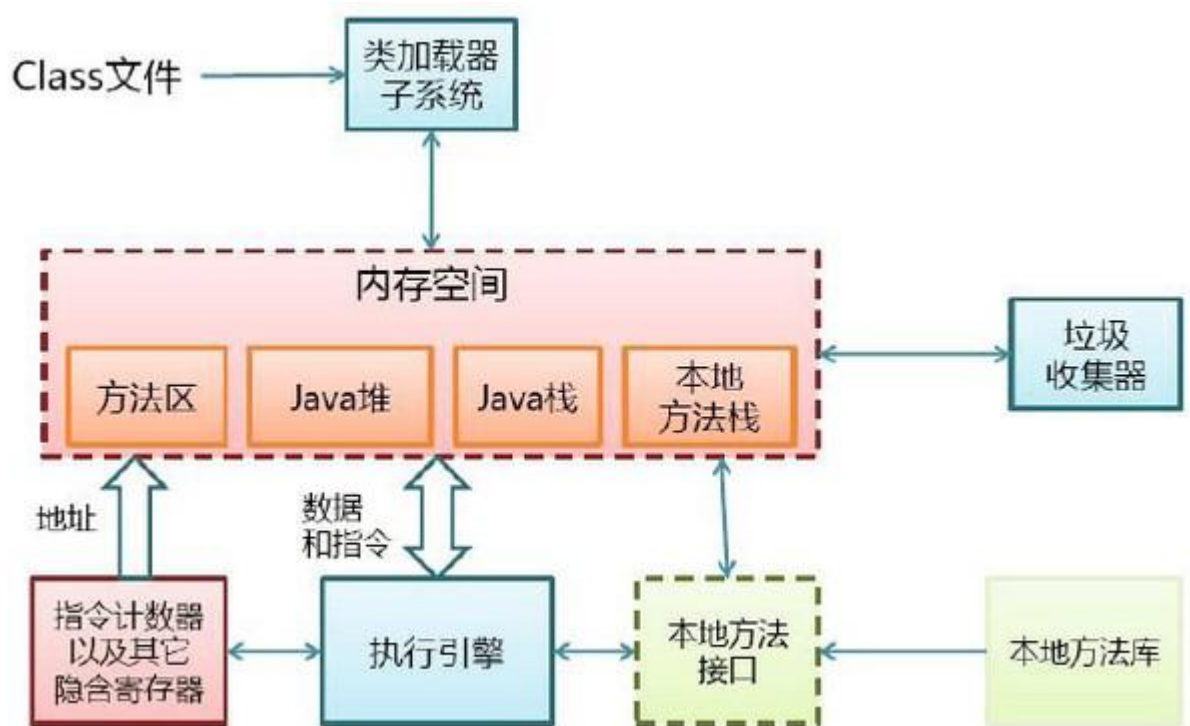 Class文件
类加载器
子系统
内存空间
方法区
Java堆
Java栈
本地
方法栈
垃圾
收集器
地址
数据
和指令
指令计数器
以及其它
隐含寄存器
执行引擎
本地方法
接口
本地方法库